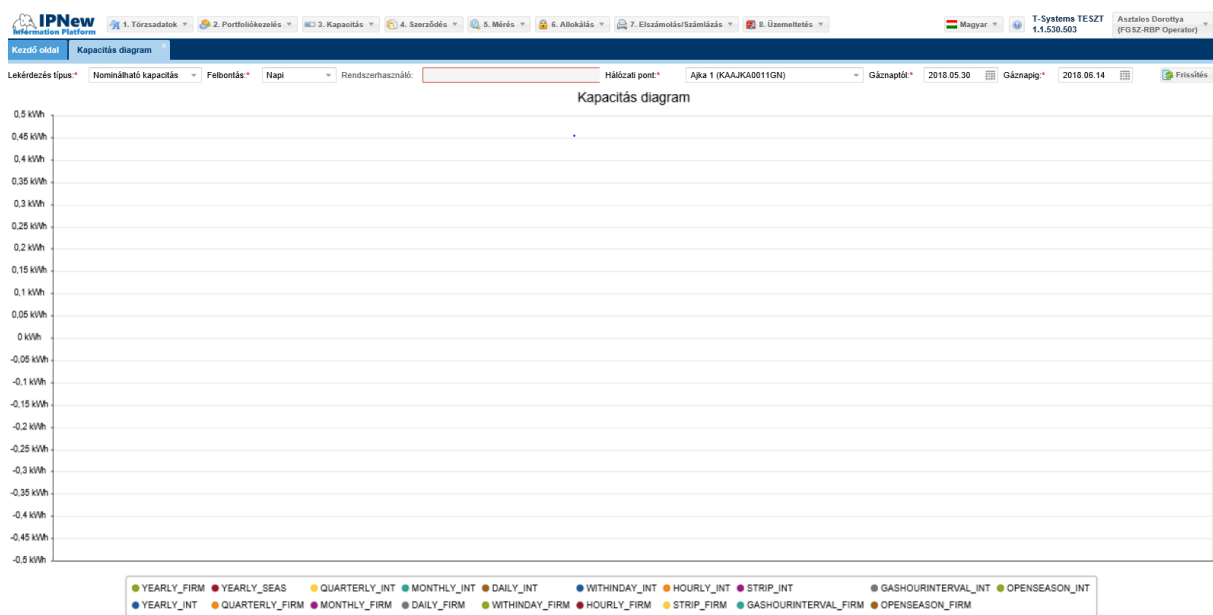 IPNew
Information Platform
1. Törzsadatok
2. Portfoliókezelés
3. Kapacitás
4. Szerződés
5. Mérés
6. Allokálás
7. Elszámolás/Számlázás
8. Üzemeltetés
Magyar
T-Systems TESZT
1.1.530.503
Asztalos Dorottya
(FGSZ-RBP Operator)
Kezdő oldal
Kapacitás diagram
Lekérdezés típus:* Nominálható kapacitás Felbontás:* Napi Rendszerhasználó: Hálózati pont:* Ajka 1 (KAAJKA0011GN) Gáznaptól:* 2018.05.30 Gáznapig:* 2018.06.14 Frissítés
Kapacitás diagram
0,5 kWh
0,45 kWh
0,4 kWh
0,35 kWh
0,3 kWh
0,25 kWh
0,2 kWh
0,15 kWh
0,1 kWh
0,05 kWh
0 kWh
-0,05 kWh
-0,1 kWh
-0,15 kWh
-0,2 kWh
-0,25 kWh
-0,3 kWh
-0,35 kWh
-0,4 kWh
-0,45 kWh
-0,5 kWh
YEARLY_FIRM YEARLY_SEAS QUARTERLY_INT MONTHLY_INT DAILY_INT WITHINDAY_INT HOURLY_INT STRIP_INT GASHOURINTERVAL_INT OPENSEASON_INT
YEARLY_INT QUARTERLY_FIRM MONTHLY_FIRM DAILY_FIRM WITHINDAY_FIRM HOURLY_FIRM STRIP_FIRM GASHOURINTERVAL_FIRM OPENSEASON_FIRM